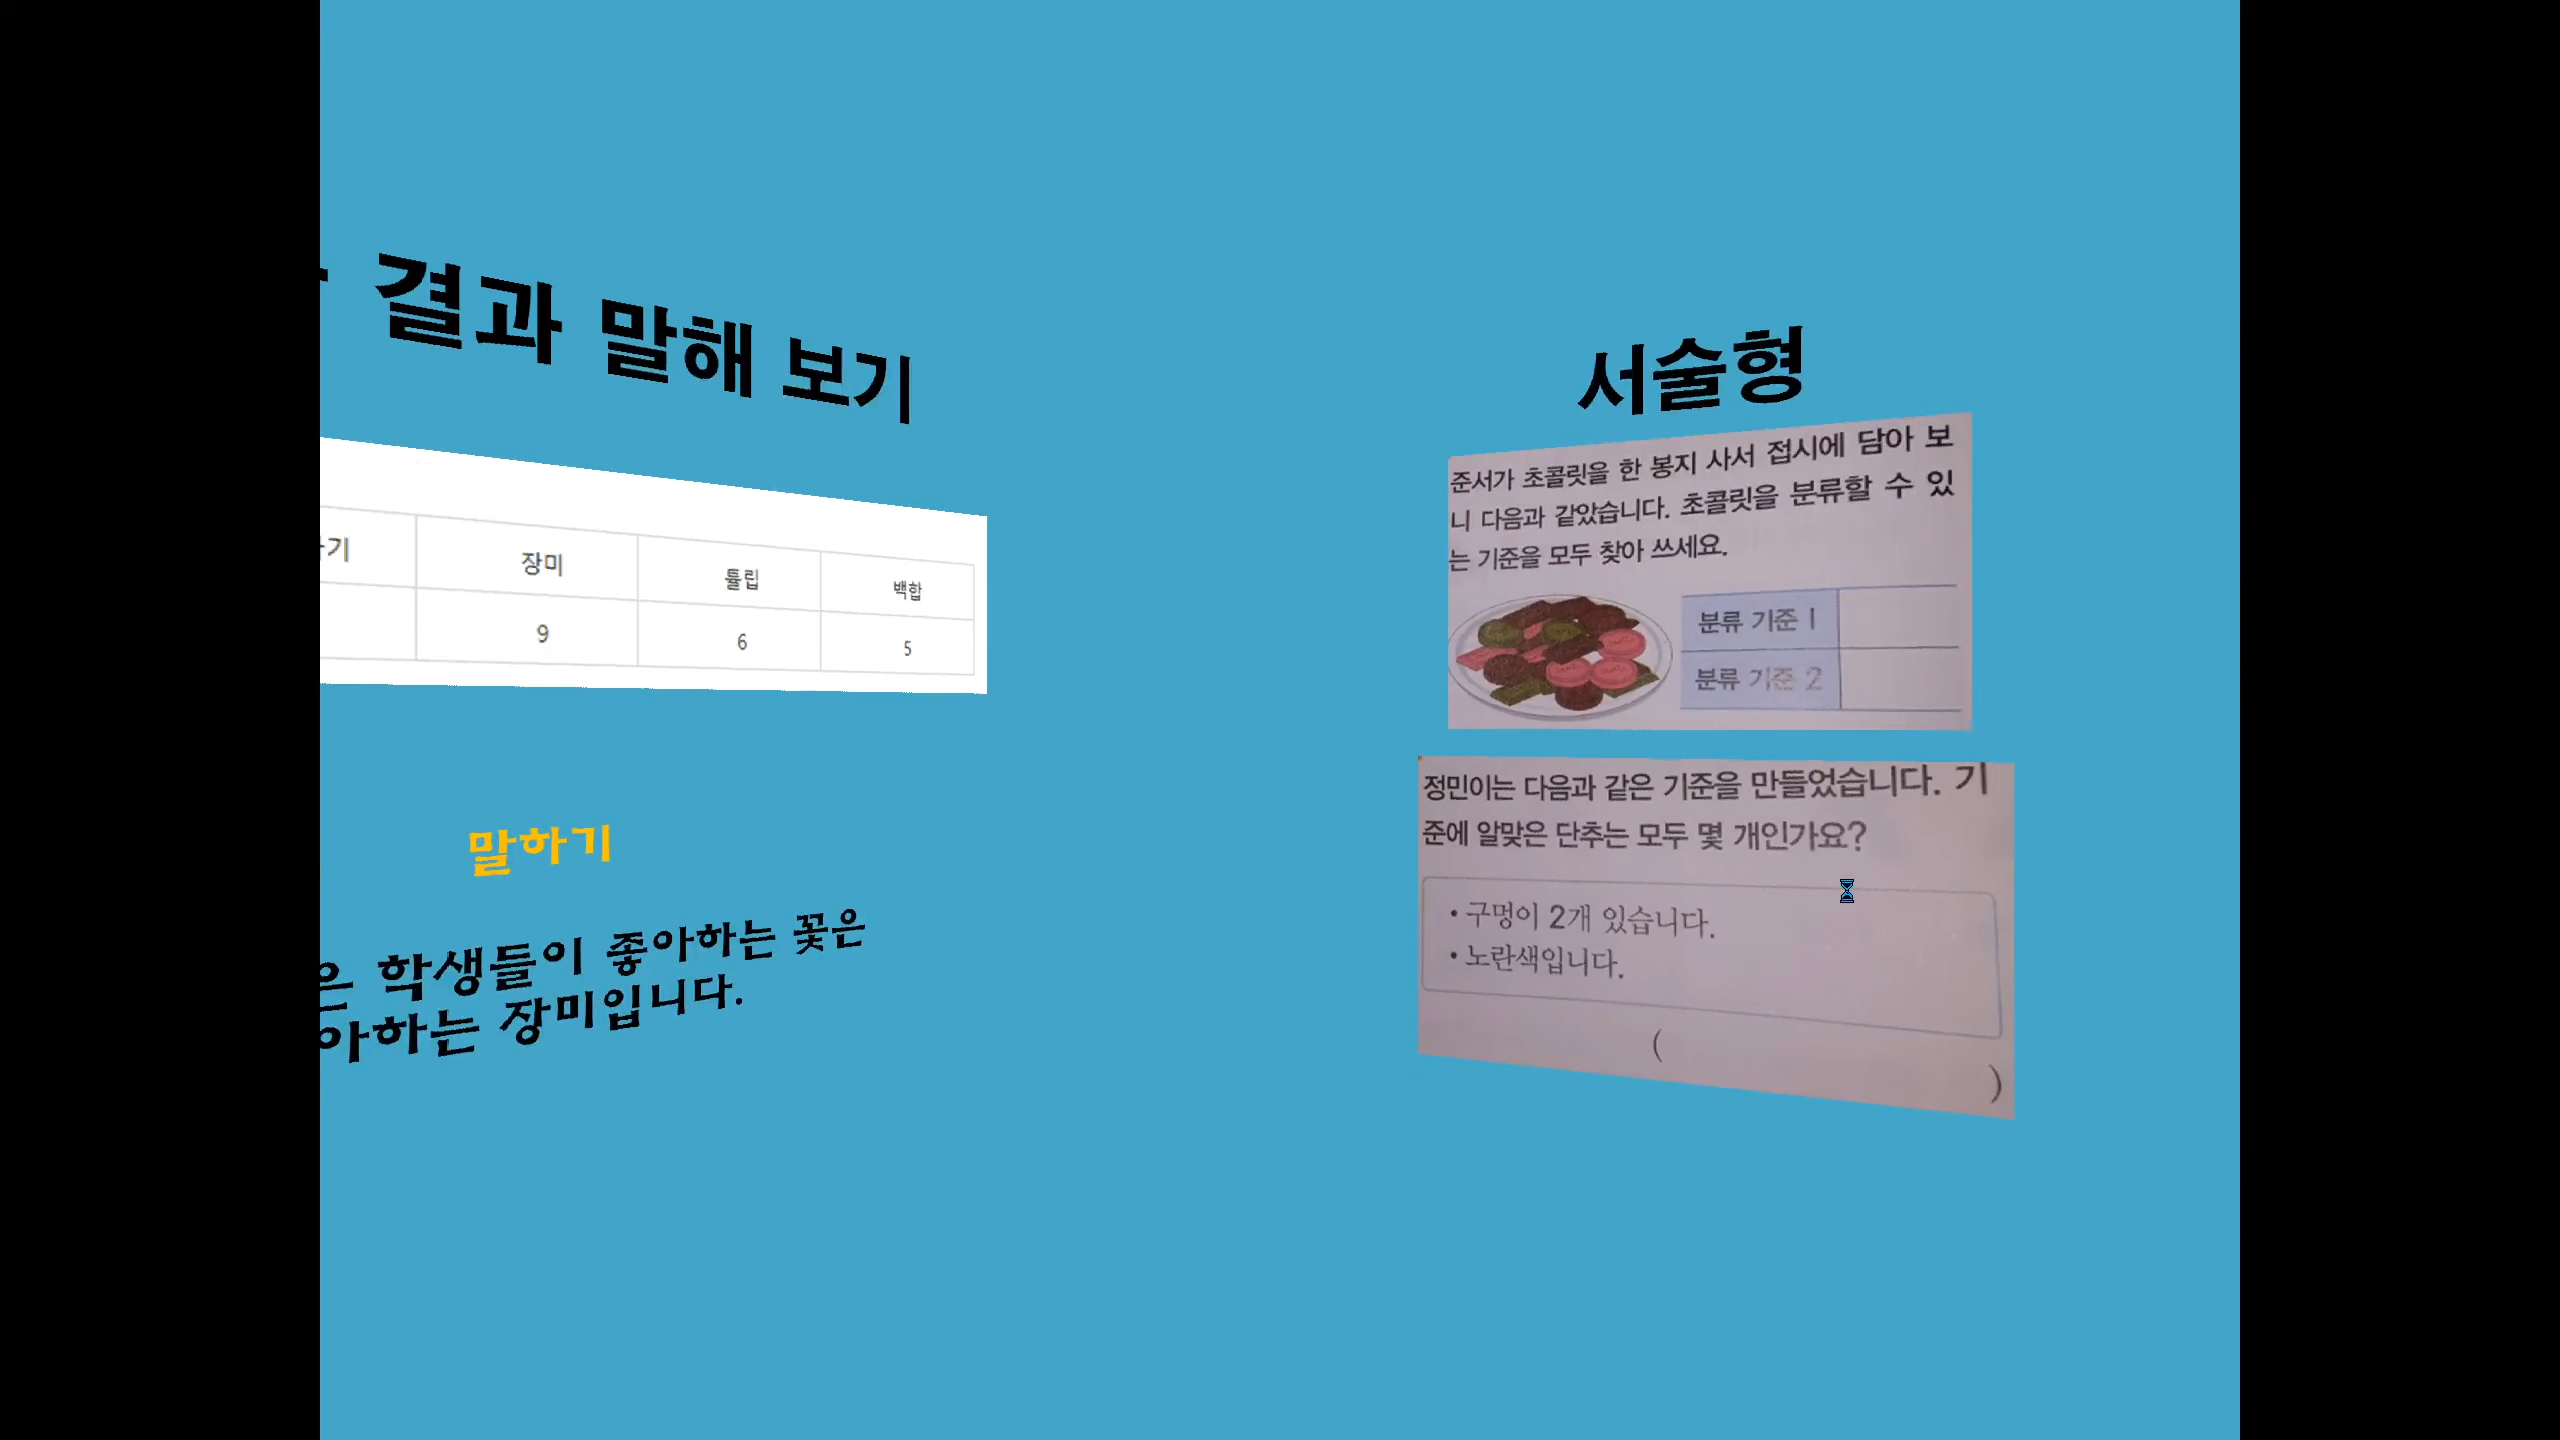 결과 말해 보기
기 장미 튤립 백합
9 6 5
말하기
은 학생들이 좋아하는 꽃은
아하는 장미입니다.
서술형
준서가 초콜릿을 한 봉지 사서 접시에 담아 보
니 다음과 같았습니다. 초콜릿을 분류할 수 있
는 기준을 모두 찾아 쓰세요.
분류 기준 1
분류 기준 2
정민이는 다음과 같은 기준을 만들었습니다. 기
준에 알맞은 단추는 모두 몇 개인가요?
• 구멍이 2개 있습니다.
• 노란색입니다.
( )